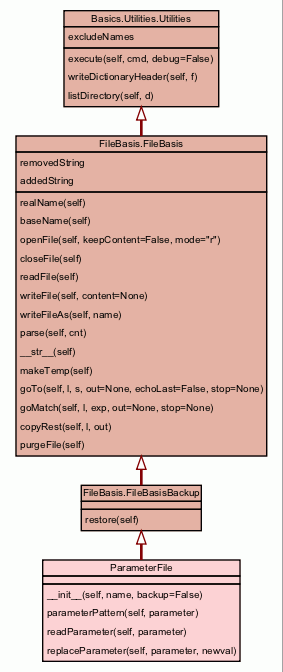 Basics.Utilities.Utilities
excludeNames
execute(self, cmd, debug=False)
writeDictionaryHeader(self, f)
listDirectory(self, d)
FileBasis.FileBasis
removedString
addedString
realName(self)
baseName(self)
openFile(self, keepContent=False, mode="r")
closeFile(self)
readFile(self)
writeFile(self, content=None)
writeFileAs(self, name)
parse(self, cnt)
__str__(self)
makeTemp(self)
goTo(self, l, s, out=None, echoLast=False, stop=None)
goMatch(self, l, exp, out=None, stop=None)
copyRest(self, l, out)
purgeFile(self)
FileBasis.FileBasisBackup
restore(self)
ParameterFile
__init__(self, name, backup=False)
parameterPattern(self, parameter)
readParameter(self, parameter)
replaceParameter(self, parameter, newval)